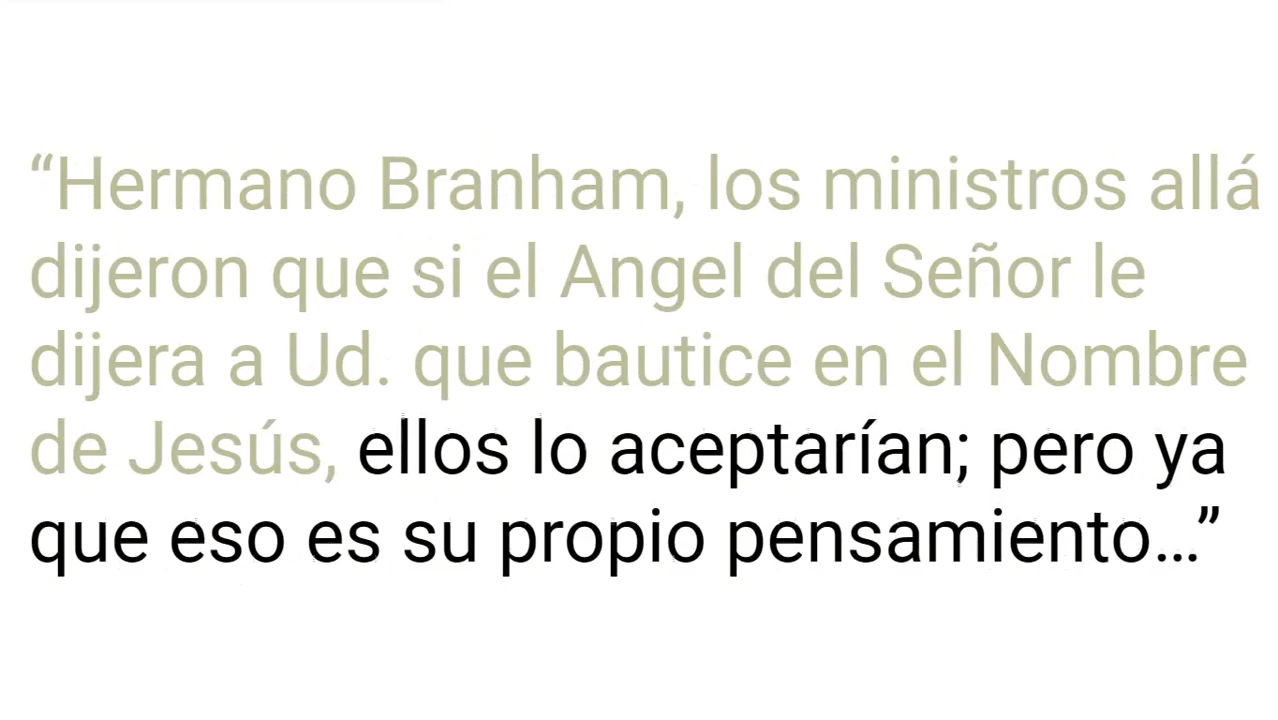 “Hermano Branham, los ministros allá
dijeron que si el Angel del Señor le
dijera a Ud. que bautice en el Nombre
de Jesús, ellos lo aceptarían; pero ya
que eso es su propio pensamiento…”